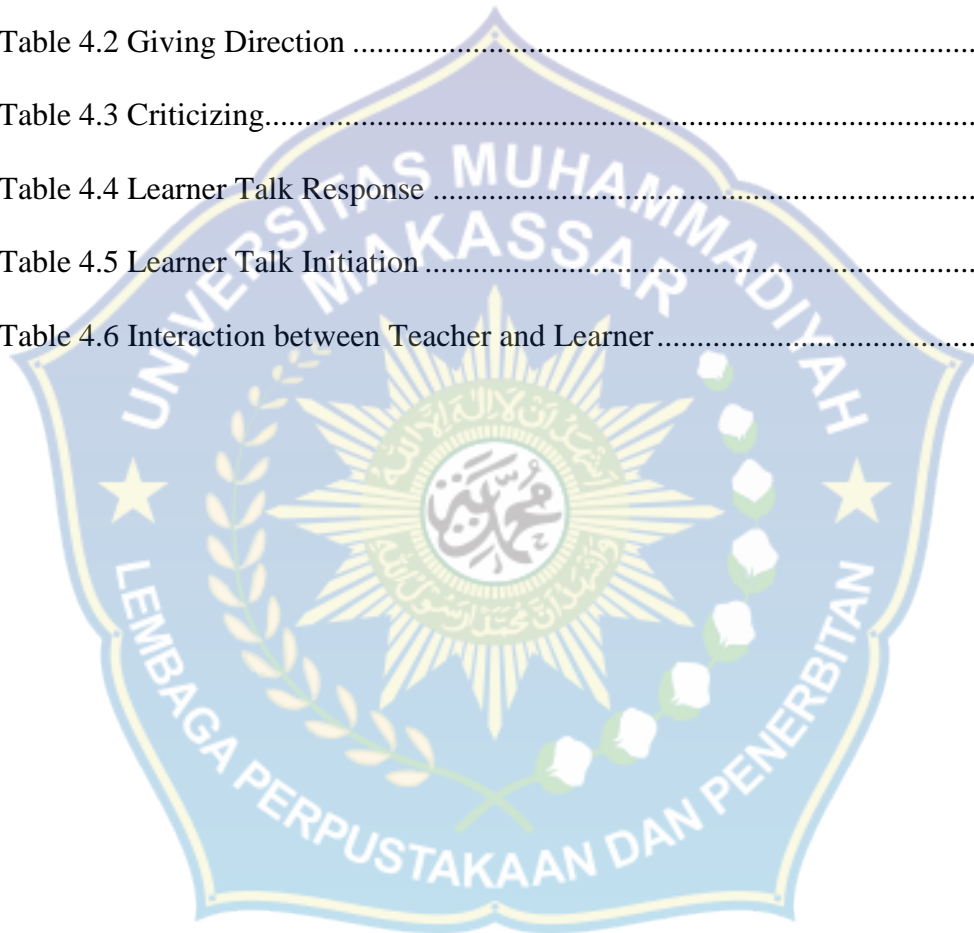 Table 4.2 Giving Direction ........................................................................................
Table 4.3 Criticizing....................................................................................................
Table 4.4 Learner Talk Response ..............................................................................
Table 4.5 Learner Talk Initiation ...............................................................................
Table 4.6 Interaction between Teacher and Learner.............................................
UNIVERSITAS MUHAMMADIYAH
MAKASSAR
محمد
LEMBAGA PERPUSTAKAAN DAN PENERBITAN